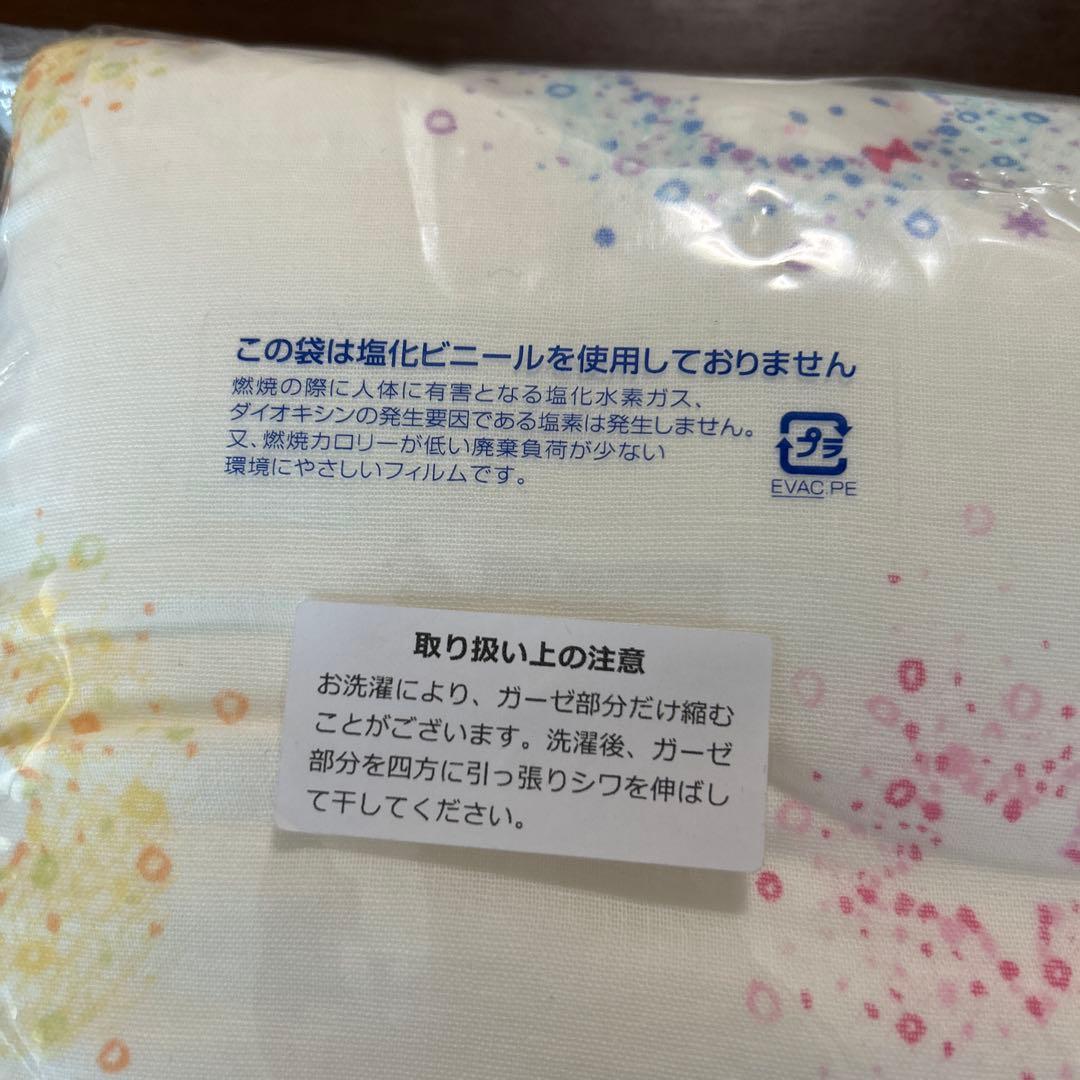 この袋は塩化ビニールを使用しておりません
燃焼の際に人体に有害となる塩化水素ガス、
ダイオキシンの発生要因である塩素は発生しません。
又、燃焼カロリーが低い廃棄負荷が少ない
環境にやさしいフィルムです。
プラ
EVAC.PE
取り扱い上の注意
お洗濯により、ガーゼ部分だけ縮む
ことがございます。洗濯後、ガーゼ
部分を四方に引っ張りシワを伸ばし
て干してください。